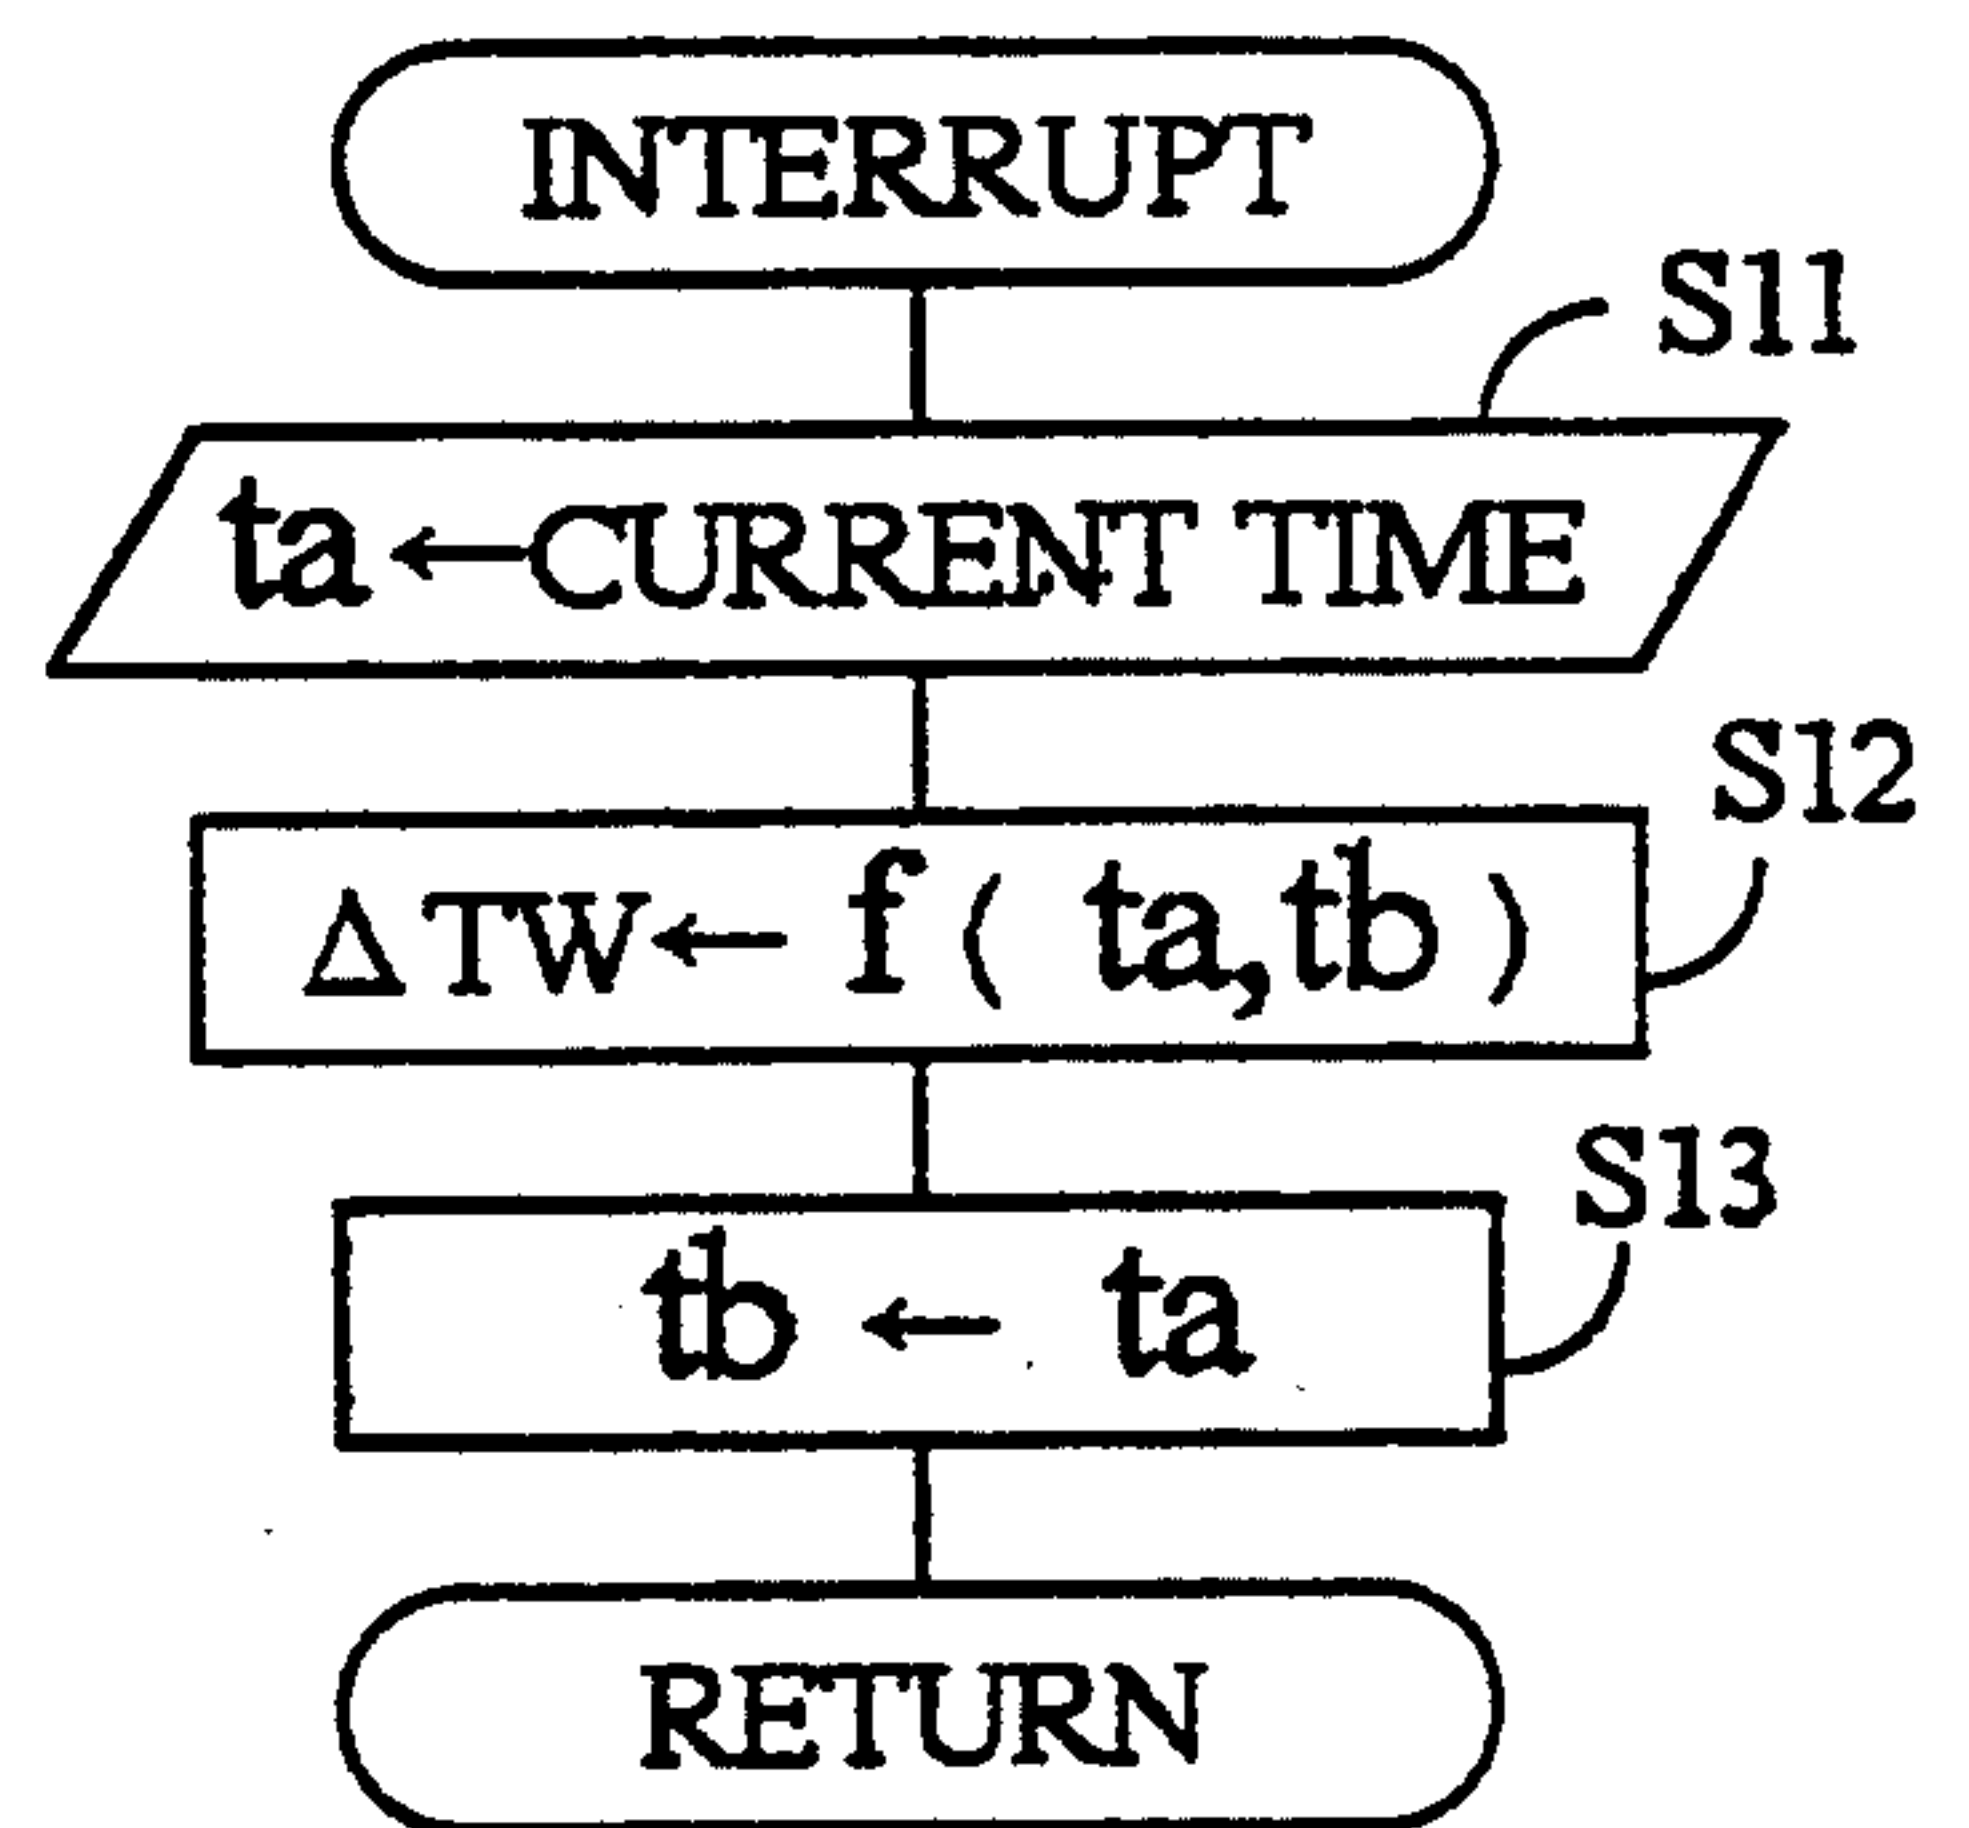 INTERRUPT
S11
ta←CURRENT TIME
S12
ΔTW← f( ta,tb )
S13
tb ← ta
RETURN